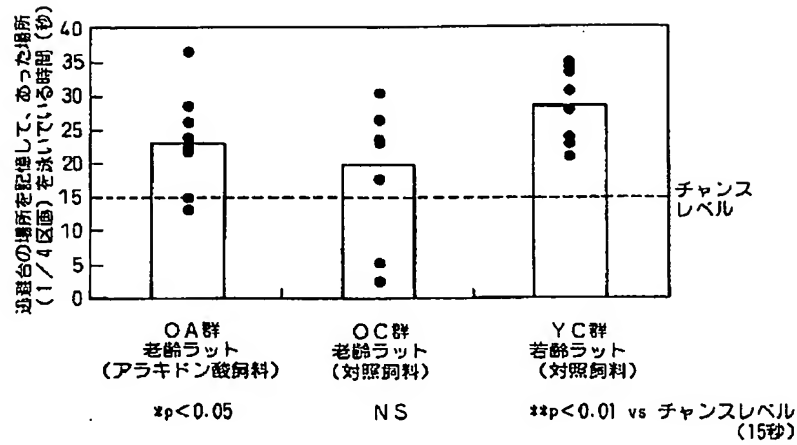 避難台の場所を記憶して、あった場所
(1/4区画)を泳いでいる時間(秒)
40
35
30
25
20
15
10
5
0
チャンス
レベル
OA群
老齢ラット
(アラキドン酸飼料)
OC群
老齢ラット
(対照飼料)
YC群
若齢ラット
(対照飼料)
*p<0.05
NS
**p<0.01 vs チャンスレベル
(15秒)